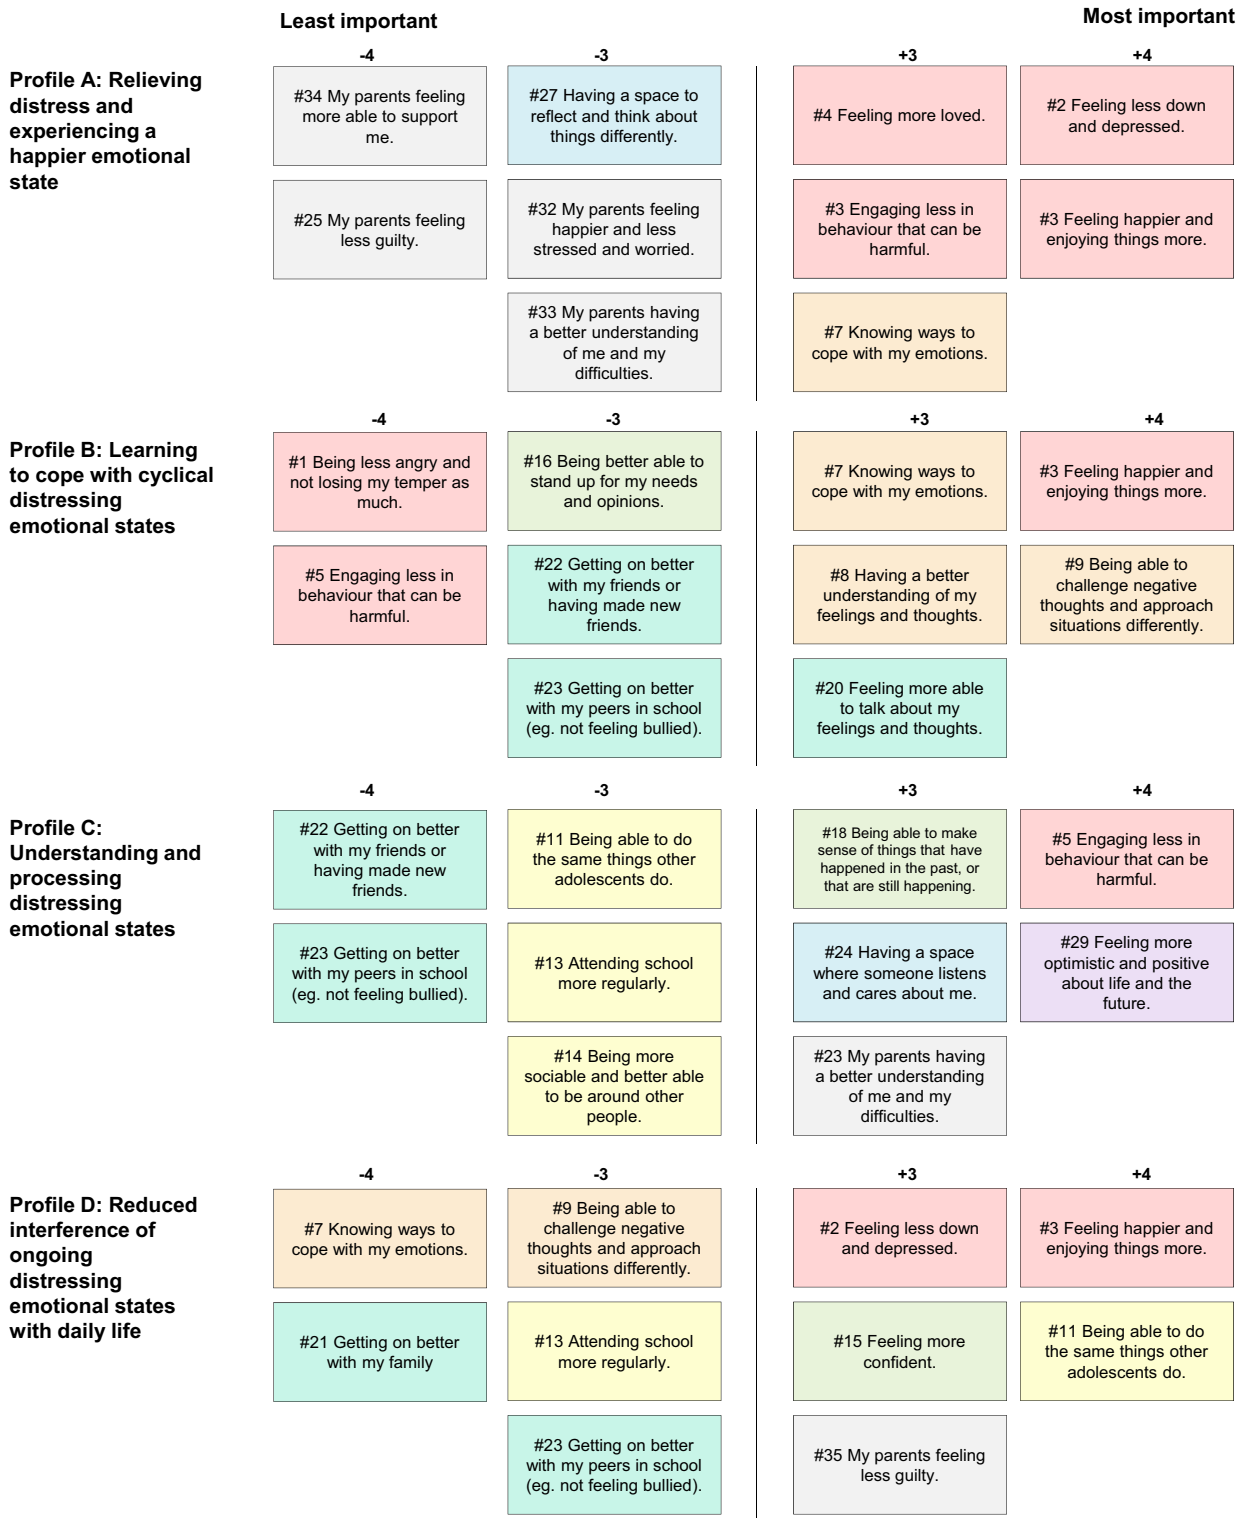 Least important
Most important
-4
-3
+3
+4
Profile A: Relieving
distress and
experiencing a
happier emotional
state
#34 My parents feeling
more able to support
me.
#27 Having a space to
reflect and think about
things differently.
#4 Feeling more loved.
#2 Feeling less down
and depressed.
#25 My parents feeling
less guilty.
#32 My parents feeling
happier and less
stressed and worried.
#3 Engaging less in
behaviour that can be
harmful.
#3 Feeling happier and
enjoying things more.
#33 My parents having
a better understanding
of me and my
difficulties.
#7 Knowing ways to
cope with my emotions.
-4
-3
+3
+4
Profile B: Learning
to cope with cyclical
distressing
emotional states
#1 Being less angry and
not losing my temper as
much.
#16 Being better able to
stand up for my needs
and opinions.
#7 Knowing ways to
cope with my emotions.
#3 Feeling happier and
enjoying things more.
#5 Engaging less in
behaviour that can be
harmful.
#22 Getting on better
with my friends or
having made new
friends.
#8 Having a better
understanding of my
feelings and thoughts.
#9 Being able to
challenge negative
thoughts and approach
situations differently.
#23 Getting on better
with my peers in school
(eg. not feeling bullied).
#20 Feeling more able
to talk about my
feelings and thoughts.
-4
-3
+3
+4
Profile C:
Understanding and
processing
distressing
emotional states
#22 Getting on better
with my friends or
having made new
friends.
#11 Being able to do
the same things other
adolescents do.
#18 Being able to make
sense of things that have
happened in the past, or
that are still happening.
#5 Engaging less in
behaviour that can be
harmful.
#23 Getting on better
with my peers in school
(eg. not feeling bullied).
#13 Attending school
more regularly.
#24 Having a space
where someone listens
and cares about me.
#29 Feeling more
optimistic and positive
about life and the
future.
#14 Being more
sociable and better able
to be around other
people.
#23 My parents having
a better understanding
of me and my
difficulties.
-4
-3
+3
+4
Profile D: Reduced
interference of
ongoing
distressing
emotional states
with daily life
#7 Knowing ways to
cope with my emotions.
#9 Being able to
challenge negative
thoughts and approach
situations differently.
#2 Feeling less down
and depressed.
#3 Feeling happier and
enjoying things more.
#21 Getting on better
with my family
#13 Attending school
more regularly.
#15 Feeling more
confident.
#11 Being able to do
the same things other
adolescents do.
#23 Getting on better
with my peers in school
(eg. not feeling bullied).
#35 My parents feeling
less guilty.